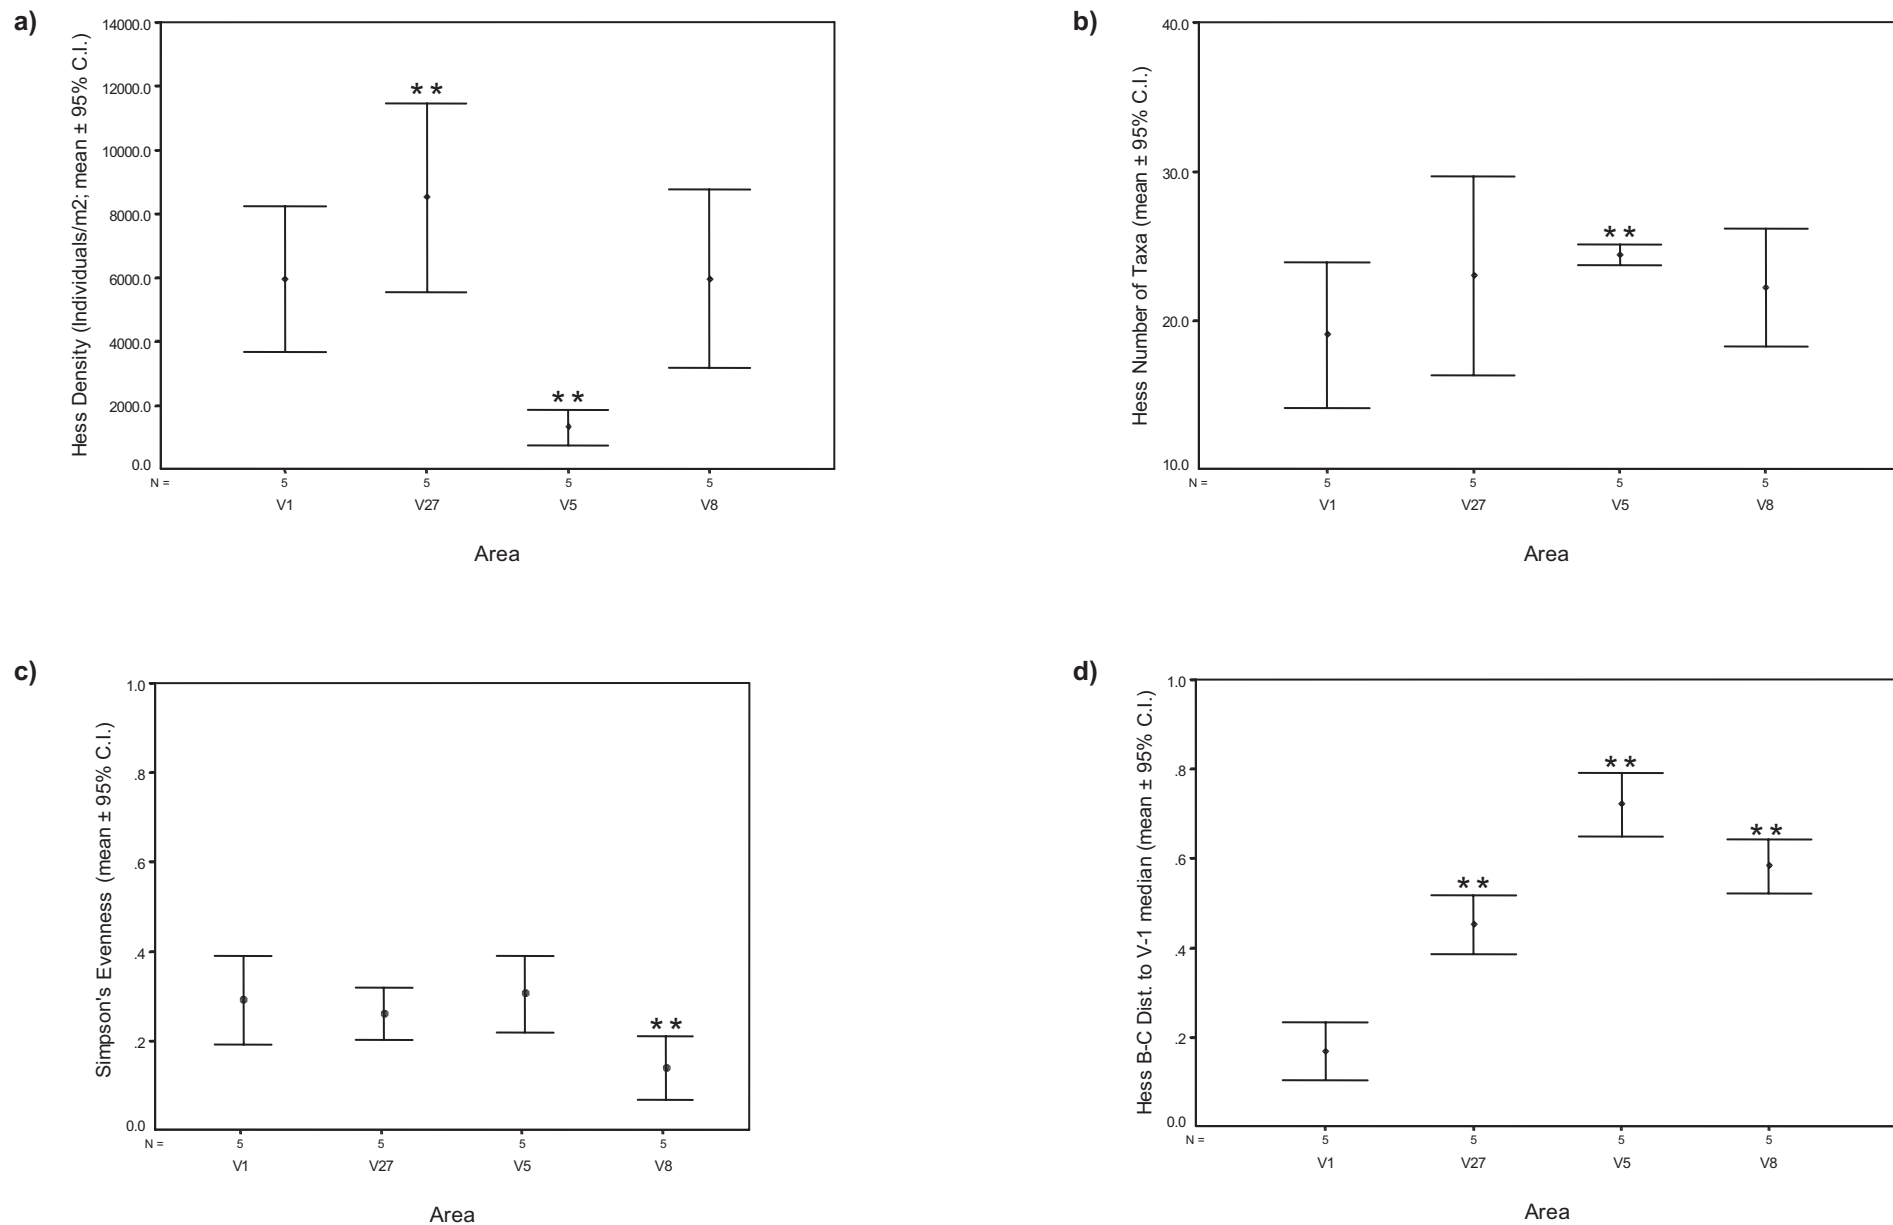 a)
Hess Density (Individuals/m2; mean ± 95% C.I.)
14000.0
12000.0
10000.0
8000.0
6000.0
4000.0
2000.0
0.0
**
**
N = 5 5 5 5
V1 V27 V5 V8
Area
b)
Hess Number of Taxa (mean ± 95% C.I.)
40.0
30.0
20.0
10.0
**
N = 5 5 5 5
V1 V27 V5 V8
Area
c)
Simpson's Evenness (mean ± 95% C.I.)
1.0
.8
.6
.4
.2
0.0
**
N = 5 5 5 5
V1 V27 V5 V8
Area
d)
Hess B-C Dist. to V-1 median (mean ± 95% C.I.)
1.0
.8
.6
.4
.2
0.0
**
**
**
N = 5 5 5 5
V1 V27 V5 V8
Area